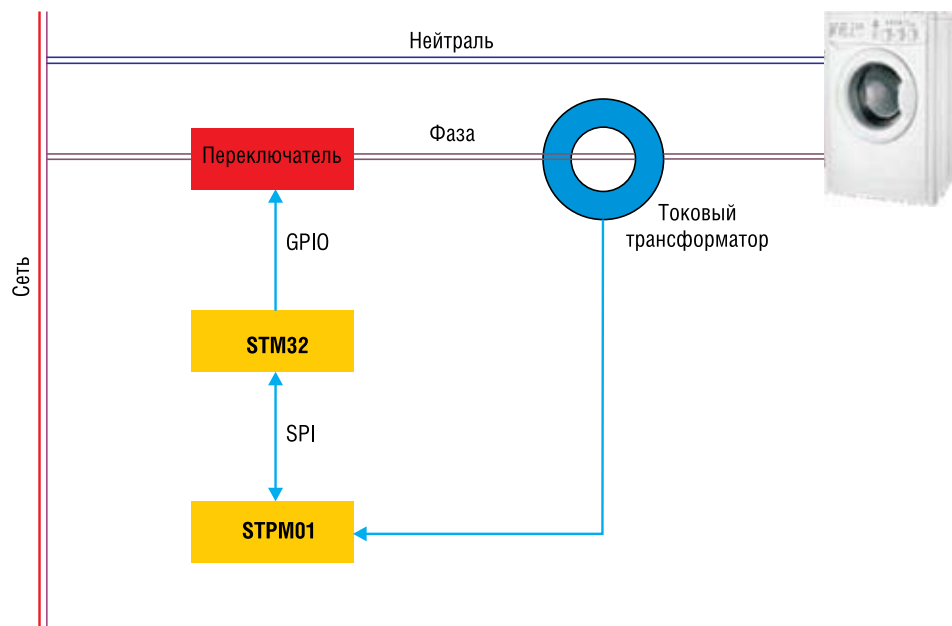 Нейтраль
Фаза
Переключатель
Токовый
трансформатор
GPIO
Сеть
STM32
SPI
STPM01